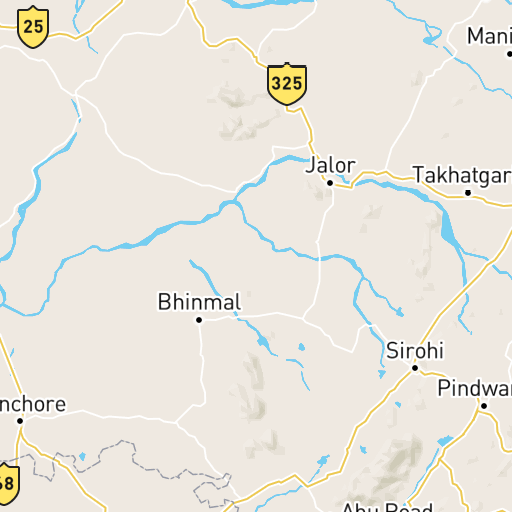 25
Mani
325
Jalor
Takhatgar
Bhinmal
Sirohi
Pindwar
nchore
68
Abu Road